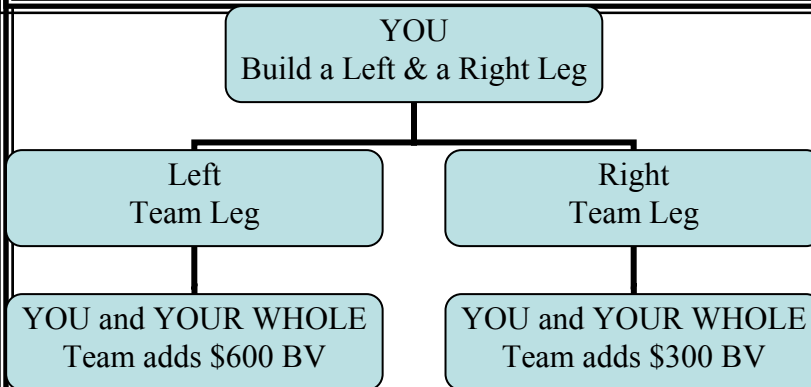 YOU
Build a Left & a Right Leg
Left
Team Leg
Right
Team Leg
YOU and YOUR WHOLE
Team adds $600 BV
YOU and YOUR WHOLE
Team adds $300 BV